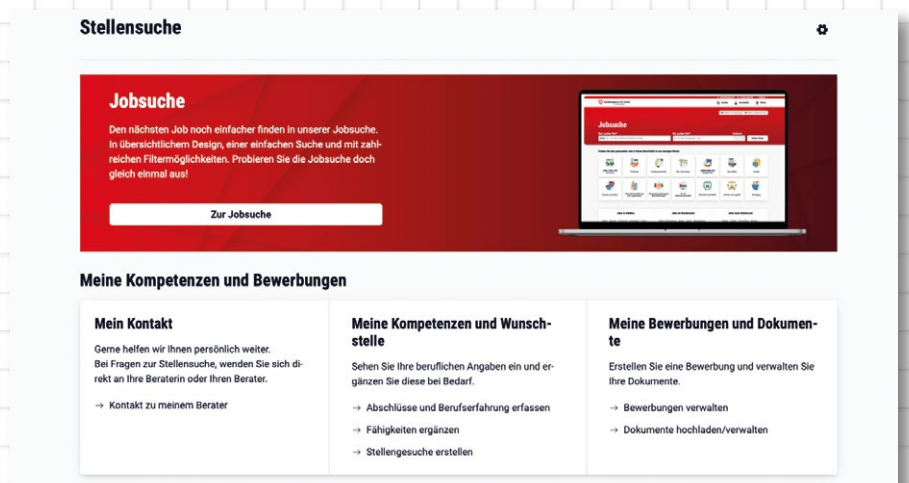 Stellensuche
Jobsuche
Den nächsten Job noch einfacher finden in unserer Jobsuche.
In übersichtlichem Design, einer einfachen Suche und mit zahl-
reichen Filtermöglichkeiten. Probieren Sie die Jobsuche doch
gleich einmal aus!
Zur Jobsuche
Jobsuche
Meine Kompetenzen und Bewerbungen
Mein Kontakt
Gerne helfen wir Ihnen persönlich weiter.
Bei Fragen zur Stellensuche, wenden Sie sich di-
rekt an Ihre Beraterin oder Ihren Berater.
→ Kontakt zu meinem Berater
Meine Kompetenzen und Wunsch-
stelle
Sehen Sie Ihre beruflichen Angaben ein und er-
gänzen Sie diese bei Bedarf.
→ Abschlüsse und Berufserfahrung erfassen
→ Fähigkeiten ergänzen
→ Stellengesuche erstellen
Meine Bewerbungen und Dokumen-
te
Erstellen Sie eine Bewerbung und verwalten Sie
Ihre Dokumente.
→ Bewerbungen verwalten
→ Dokumente hochladen/verwalten